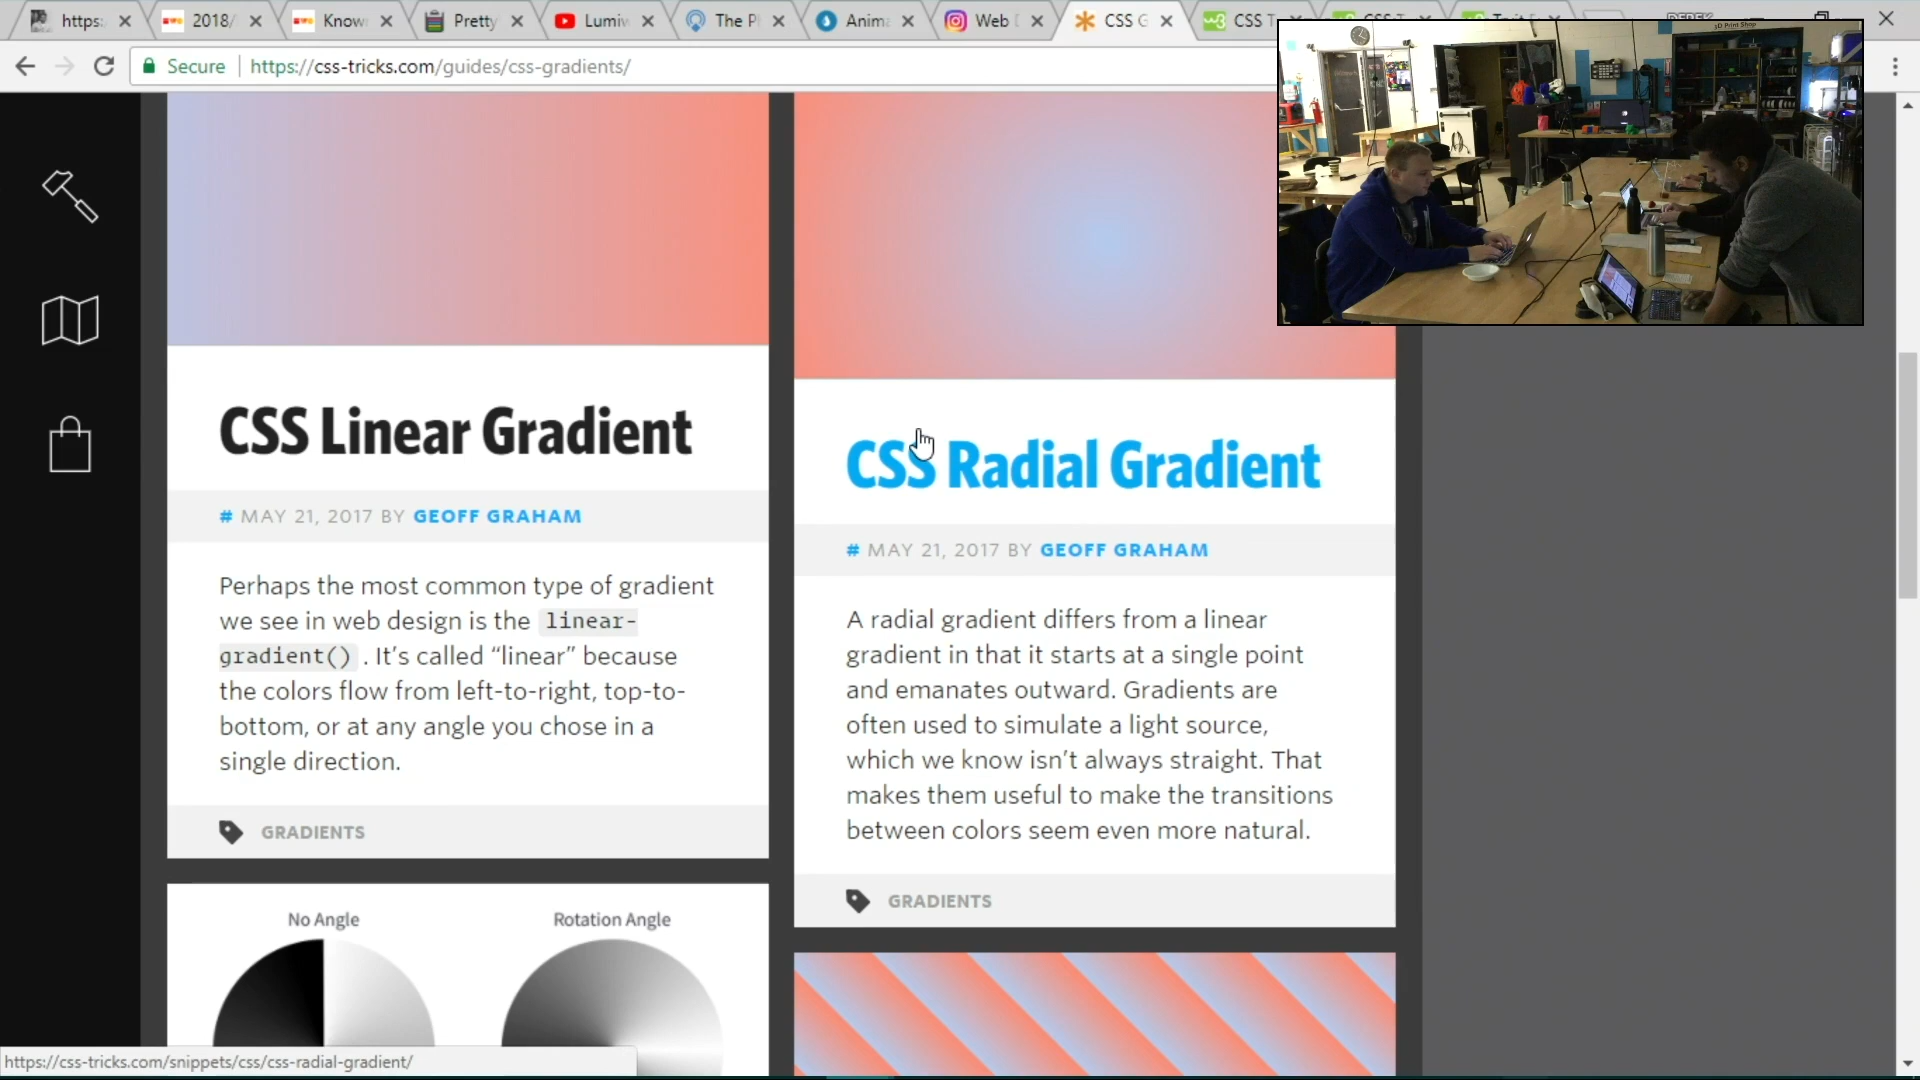 https:
2018/
Know
Pretty
Lumiv
The P
Anima
Web D
CSS G
CSS T
Secure
https://css-tricks.com/guides/css-gradients/
3D Print Shop
CSS Linear Gradient
# MAY 21, 2017 BY GEOFF GRAHAM
Perhaps the most common type of gradient
we see in web design is the linear-
gradient() . It’s called “linear” because
the colors flow from left-to-right, top-to-
bottom, or at any angle you chose in a
single direction.
GRADIENTS
No Angle
Rotation Angle
CSS Radial Gradient
# MAY 21, 2017 BY GEOFF GRAHAM
A radial gradient differs from a linear
gradient in that it starts at a single point
and emanates outward. Gradients are
often used to simulate a light source,
which we know isn’t always straight. That
makes them useful to make the transitions
between colors seem even more natural.
GRADIENTS
https://css-tricks.com/snippets/css/css-radial-gradient/